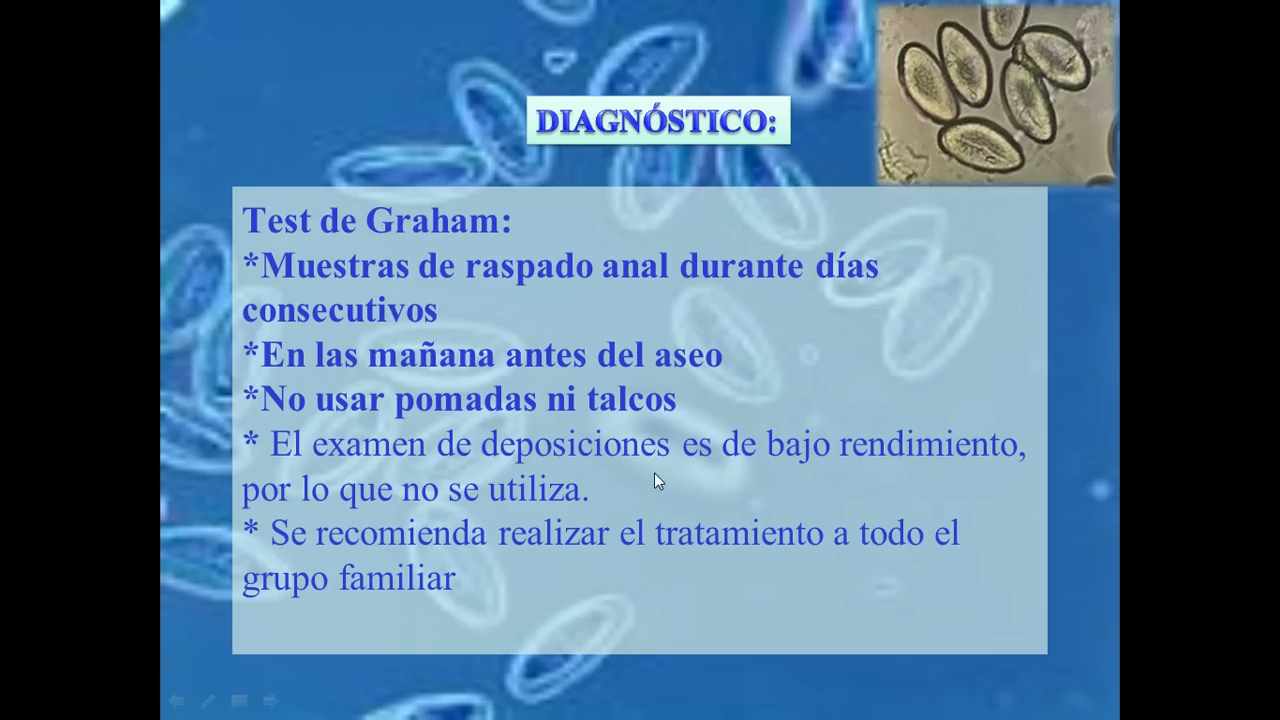 DIAGNÓSTICO:
Test de Graham:
*Muestras de raspado anal durante días
consecutivos
*En las mañana antes del aseo
*No usar pomadas ni talcos
* El examen de deposiciones es de bajo rendimiento,
por lo que no se utiliza.
* Se recomienda realizar el tratamiento a todo el
grupo familiar